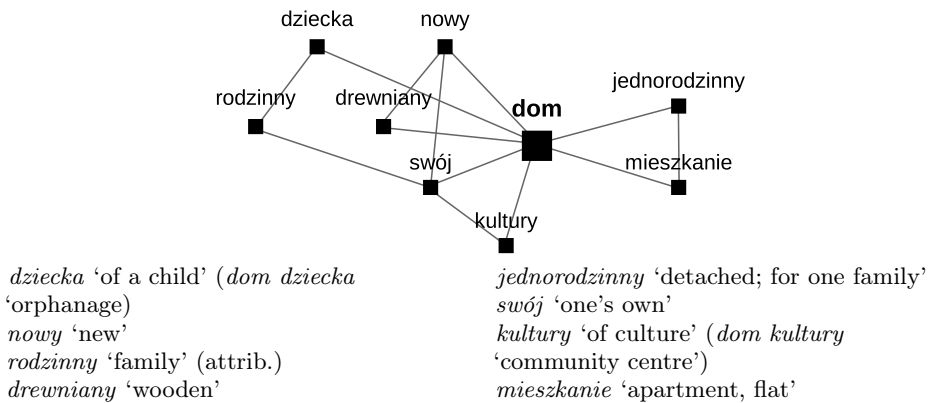 dziecka
nowy
jednorodzinny
rodzinny
drewniany
dom
swój
mieszkanie
kultury
dziecka ‘of a child’ (dom dziecka
‘orphanage)
nowy ‘new’
rodzinny ‘family’ (attrib.)
drewniany ‘wooden’
jednorodzinny ‘detached; for one family’
swój ‘one’s own’
kultury ‘of culture’ (dom kultury
‘community centre’)
mieszkanie ‘apartment, flat’